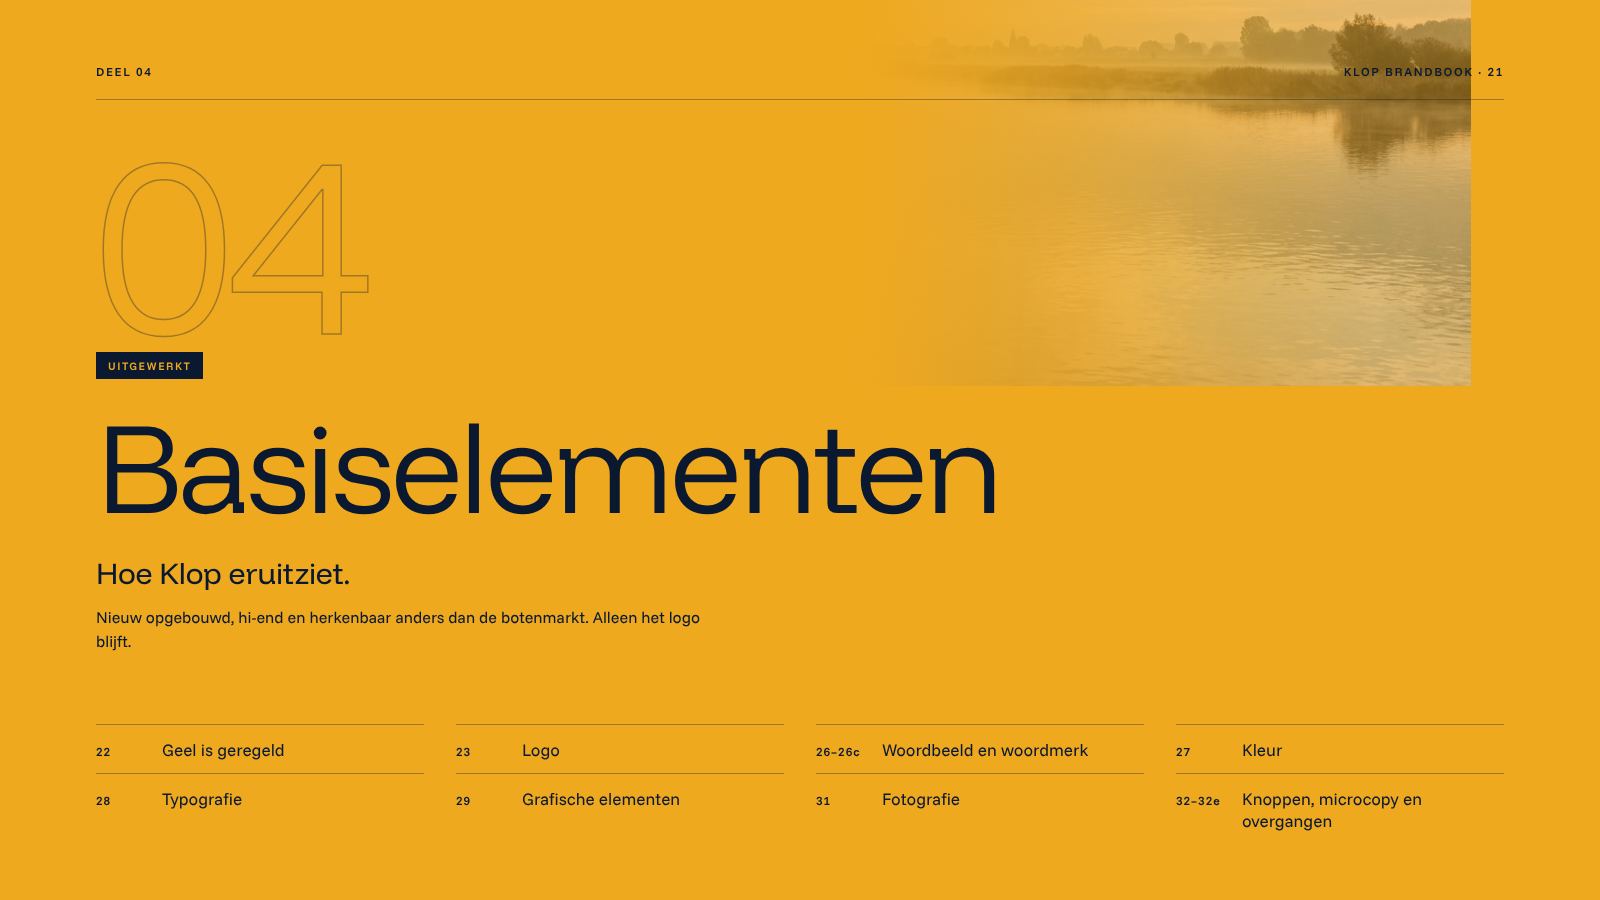 DEEL 04
KLOP BRANDBOOK · 21
04
UITGEWERKT
Basiselementen
Hoe Klop eruitziet.
Nieuw opgebouwd, hi-end en herkenbaar anders dan de botenmarkt. Alleen het logo
blijft.
22 Geel is geregeld
23 Logo
26–26c Woordbeeld en woordmerk
27 Kleur
28 Typografie
29 Grafische elementen
31 Fotografie
32–32e Knoppen, microcopy en
overgangen